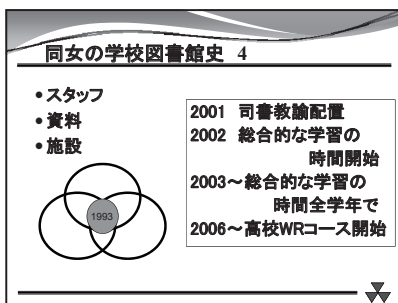 同女の学校図書館史 4
•スタッフ
•資料
•施設
1993
2001 司書教諭配置
2002 総合的な学習の
時間開始
2003～総合的な学習の
時間全学年で
2006～高校WRコース開始